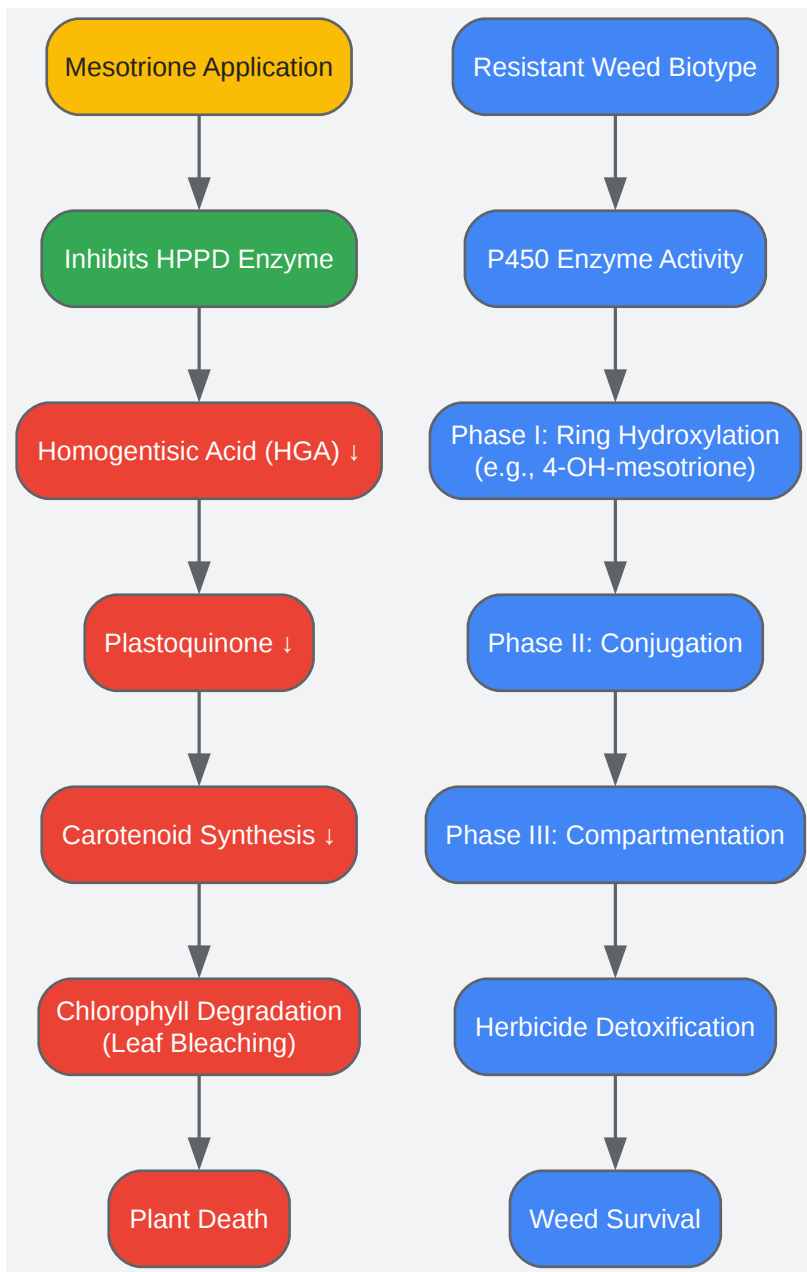 Mesotrione Application
Inhibits HPPD Enzyme
Homogentisic Acid (HGA) ↓
Plastoquinone ↓
Carotenoid Synthesis ↓
Chlorophyll Degradation
(Leaf Bleaching)
Plant Death
Resistant Weed Biotype
P450 Enzyme Activity
Phase I: Ring Hydroxylation
(e.g., 4-OH-mesotrione)
Phase II: Conjugation
Phase III: Compartmentation
Herbicide Detoxification
Weed Survival